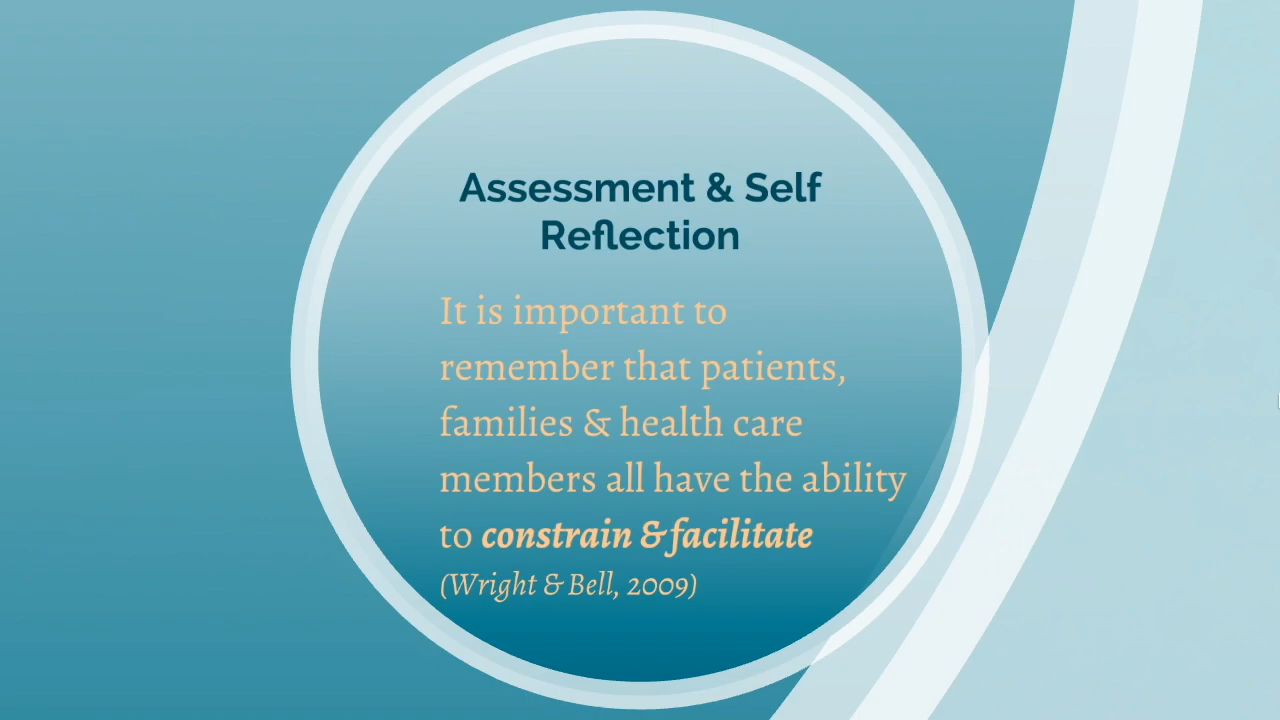 Assessment & Self
Reflection
It is important to
remember that patients,
families & health care
members all have the ability
to constrain & facilitate
(Wright & Bell, 2009)